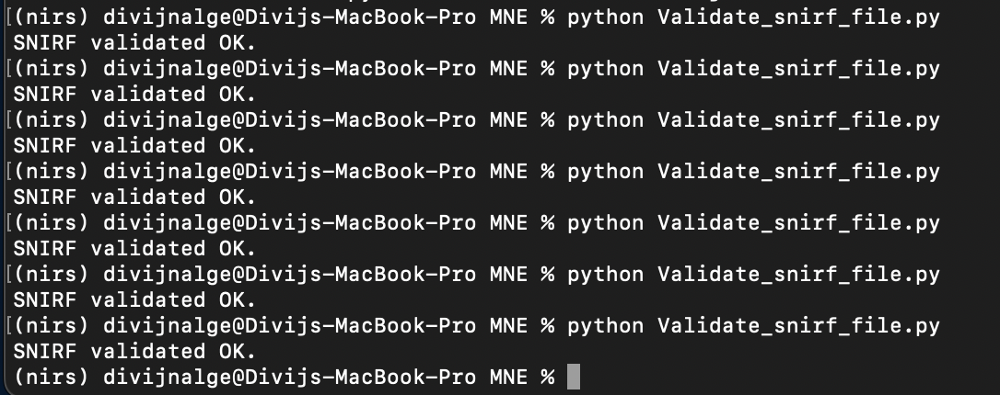 [(nirs) divijnalge@Divijs-MacBook-Pro MNE % python Validate_snirf_file.py
SNIRF validated OK.
[(nirs) divijnalge@Divijs-MacBook-Pro MNE % python Validate_snirf_file.py
SNIRF validated OK.
[(nirs) divijnalge@Divijs-MacBook-Pro MNE % python Validate_snirf_file.py
SNIRF validated OK.
[(nirs) divijnalge@Divijs-MacBook-Pro MNE % python Validate_snirf_file.py
SNIRF validated OK.
[(nirs) divijnalge@Divijs-MacBook-Pro MNE % python Validate_snirf_file.py
SNIRF validated OK.
[(nirs) divijnalge@Divijs-MacBook-Pro MNE % python Validate_snirf_file.py
SNIRF validated OK.
[(nirs) divijnalge@Divijs-MacBook-Pro MNE % python Validate_snirf_file.py
SNIRF validated OK.
(nirs) divijnalge@Divijs-MacBook-Pro MNE %